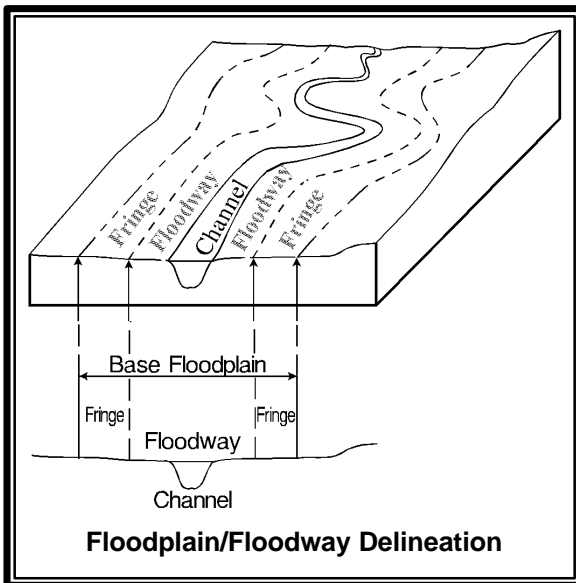 Fringe
Floodway
Channel
Floodway
Fringe
Base Floodplain
Fringe
Fringe
Floodway
Channel
Floodplain/Floodway Delineation